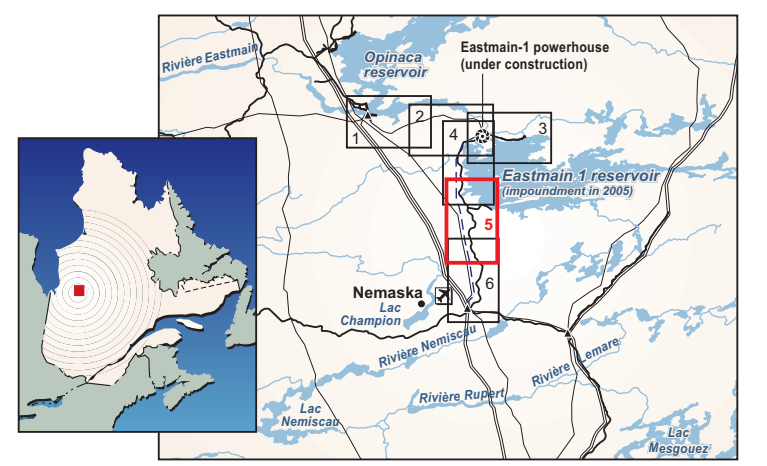 Rivière Eastmain
Opinaca
reservoir
Eastmain-1 powerhouse
(under construction)
1
2
4
3
Eastmain 1 reservoir
(impoundment in 2005)
5
6
Nemaska
Lac
Champion
Rivière Nemiscau
Rivière Lemare
Rivière Rupert
Lac
Nemiscau
Lac
Mesgouez